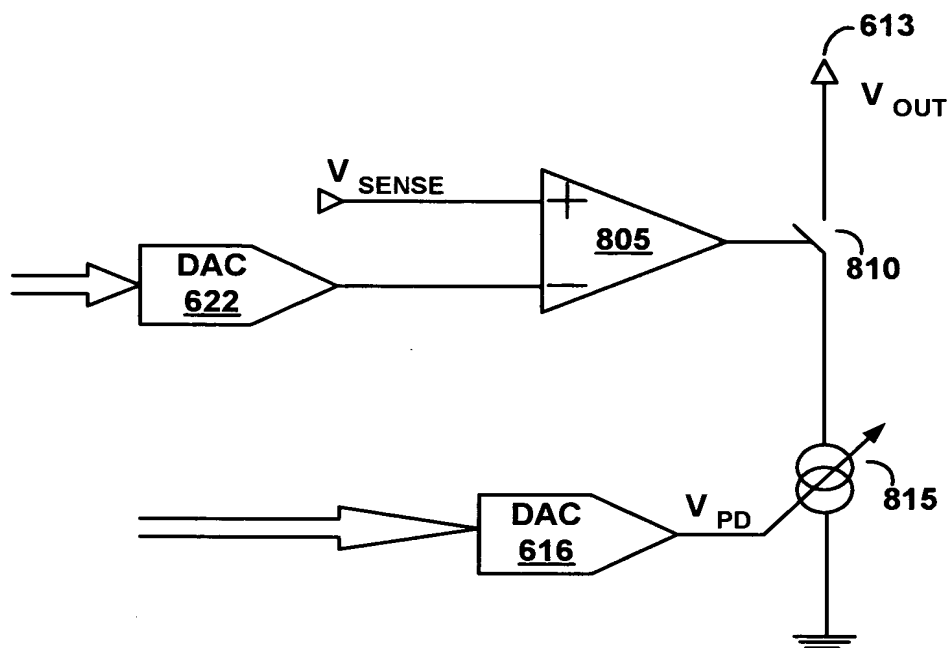 613
V OUT
V SENSE
+
805
−
810
DAC
622
815
V PD
DAC
616